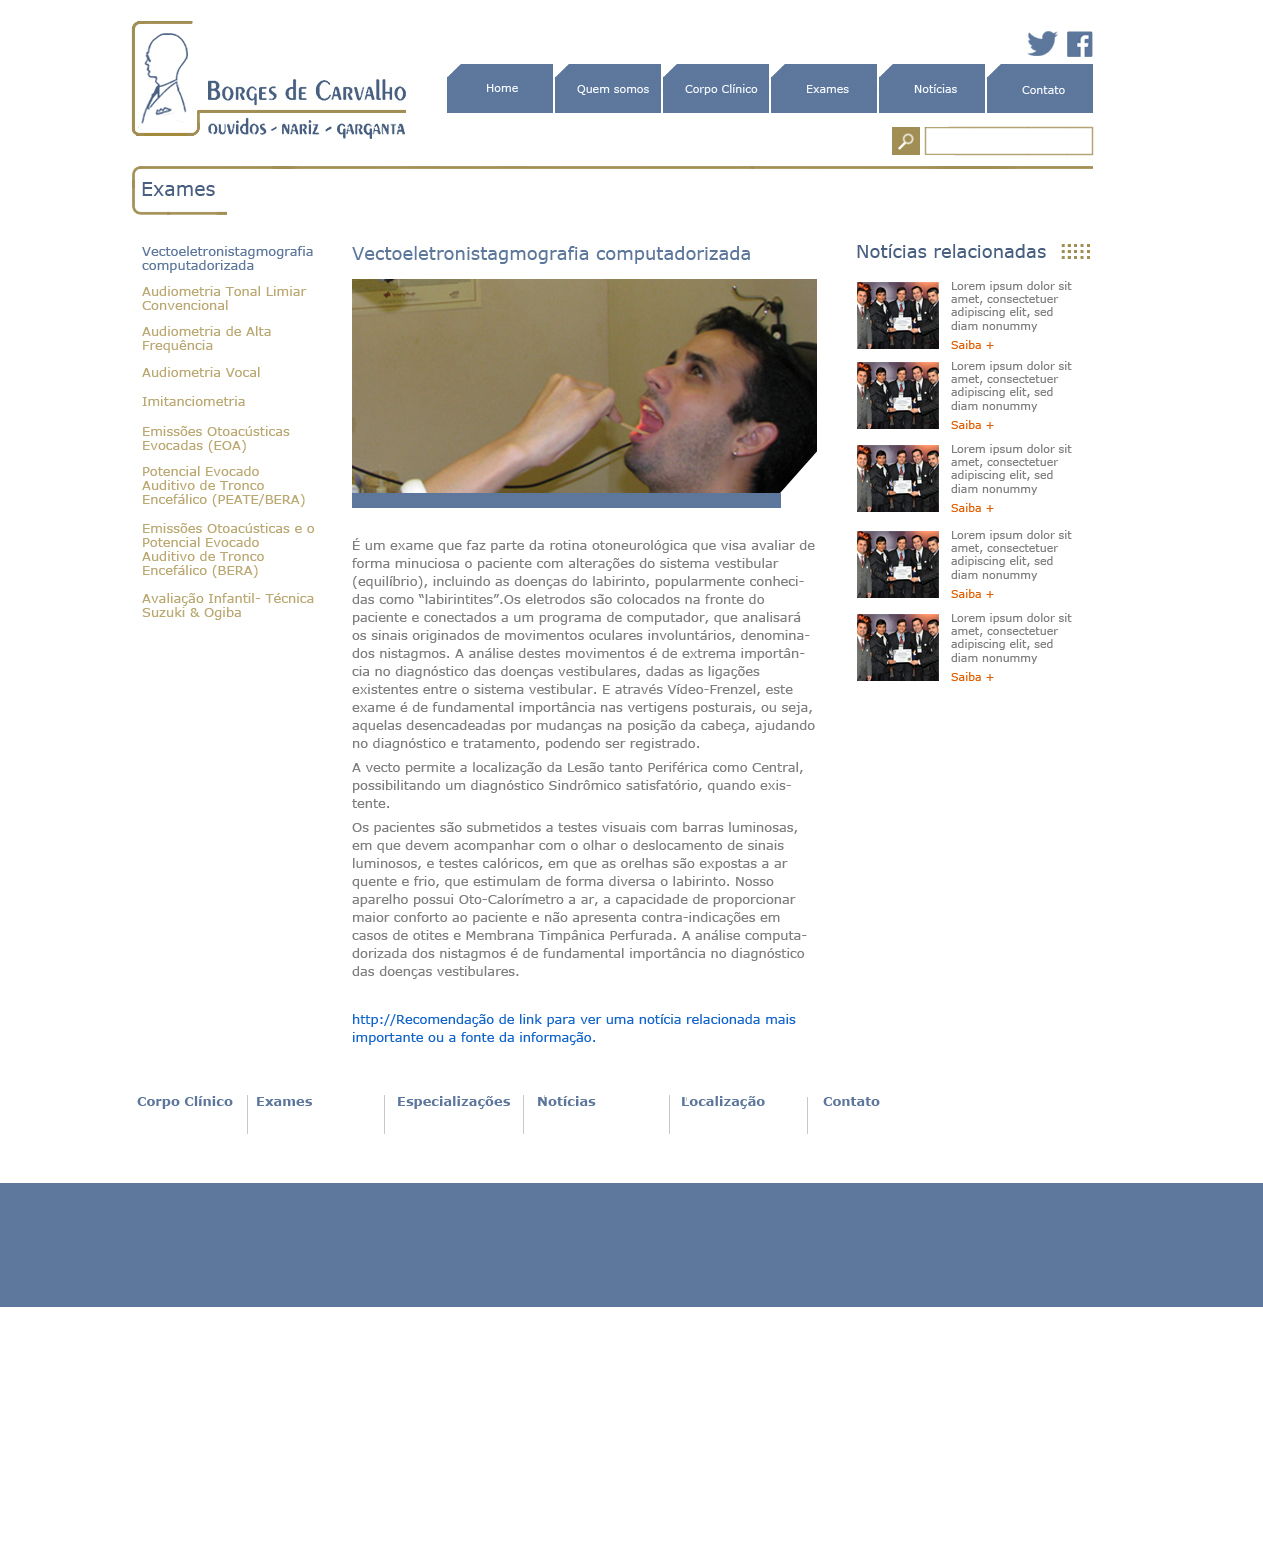 BORGES DE CARVALHO
OUVIDOS - NARIZ - GARGANTA
Home
Quem somos
Corpo Clínico
Exames
Notícias
Contato
Exames
Vectoeletronistagmografia
computadorizada
Audiometria Tonal Limiar
Convencional
Audiometria de Alta
Frequência
Audiometria Vocal
Imitanciometria
Emissões Otoacústicas
Evocadas (EOA)
Potencial Evocado
Auditivo de Tronco
Encefálico (PEATE/BERA)
Emissões Otoacústicas e o
Potencial Evocado
Auditivo de Tronco
Encefálico (BERA)
Avaliação Infantil- Técnica
Suzuki & Ogiba
Vectoeletronistagmografia computadorizada
É um exame que faz parte da rotina otoneurológica que visa avaliar de
forma minuciosa o paciente com alterações do sistema vestibular
(equilíbrio), incluindo as doenças do labirinto, popularmente conheci-
das como “labirintites”.Os eletrodos são colocados na fronte do
paciente e conectados a um programa de computador, que analisará
os sinais originados de movimentos oculares involuntários, denomina-
dos nistagmos. A análise destes movimentos é de extrema importân-
cia no diagnóstico das doenças vestibulares, dadas as ligações
existentes entre o sistema vestibular. E através Vídeo-Frenzel, este
exame é de fundamental importância nas vertigens posturais, ou seja,
aquelas desencadeadas por mudanças na posição da cabeça, ajudando
no diagnóstico e tratamento, podendo ser registrado.
A vecto permite a localização da Lesão tanto Periférica como Central,
possibilitando um diagnóstico Sindrômico satisfatório, quando exis-
tente.
Os pacientes são submetidos a testes visuais com barras luminosas,
em que devem acompanhar com o olhar o deslocamento de sinais
luminosos, e testes calóricos, em que as orelhas são expostas a ar
quente e frio, que estimulam de forma diversa o labirinto. Nosso
aparelho possui Oto-Calorímetro a ar, a capacidade de proporcionar
maior conforto ao paciente e não apresenta contra-indicações em
casos de otites e Membrana Timpânica Perfurada. A análise computa-
dorizada dos nistagmos é de fundamental importância no diagnóstico
das doenças vestibulares.
http://Recomendação de link para ver uma notícia relacionada mais
importante ou a fonte da informação.
Notícias relacionadas
Lorem ipsum dolor sit
amet, consectetuer
adipiscing elit, sed
diam nonummy
Saiba +
Lorem ipsum dolor sit
amet, consectetuer
adipiscing elit, sed
diam nonummy
Saiba +
Lorem ipsum dolor sit
amet, consectetuer
adipiscing elit, sed
diam nonummy
Saiba +
Lorem ipsum dolor sit
amet, consectetuer
adipiscing elit, sed
diam nonummy
Saiba +
Lorem ipsum dolor sit
amet, consectetuer
adipiscing elit, sed
diam nonummy
Saiba +
Corpo Clínico
Exames
Especializações
Notícias
Localização
Contato